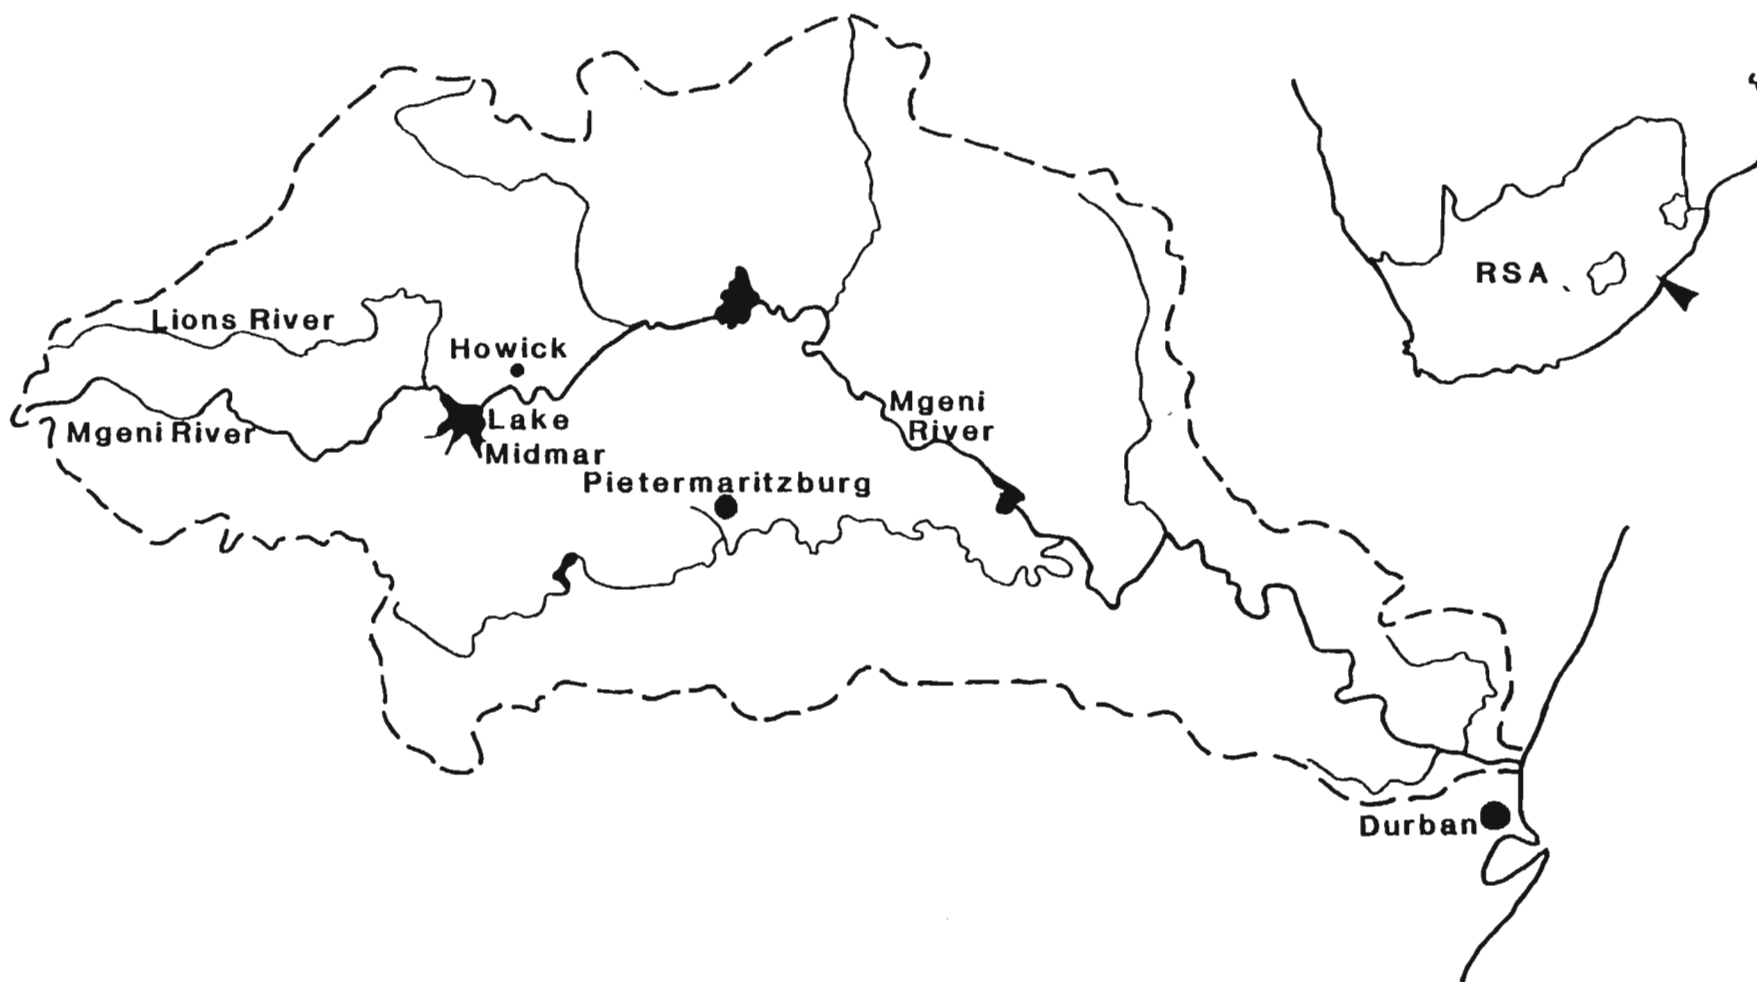 RSA
Lions River
Howick
Mgeni
River
Lake
Mgeni River
Midmar
Pietermaritzburg
Durban